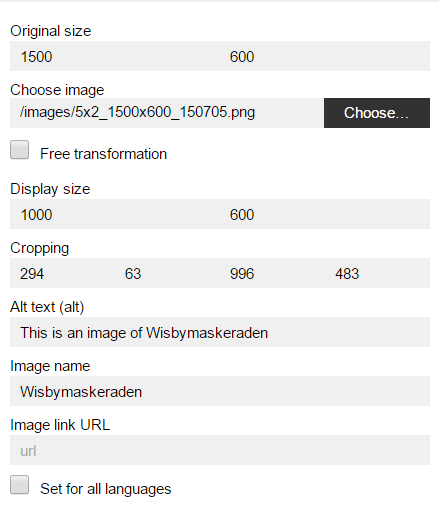 Original size
1500 600
Choose image
/images/5x2_1500x600_150705.png Choose...
Free transformation
Display size
1000 600
Cropping
294 63 996 483
Alt text (alt)
This is an image of Wisbymaskeraden
Image name
Wisbymaskeraden
Image link URL
url
Set for all languages